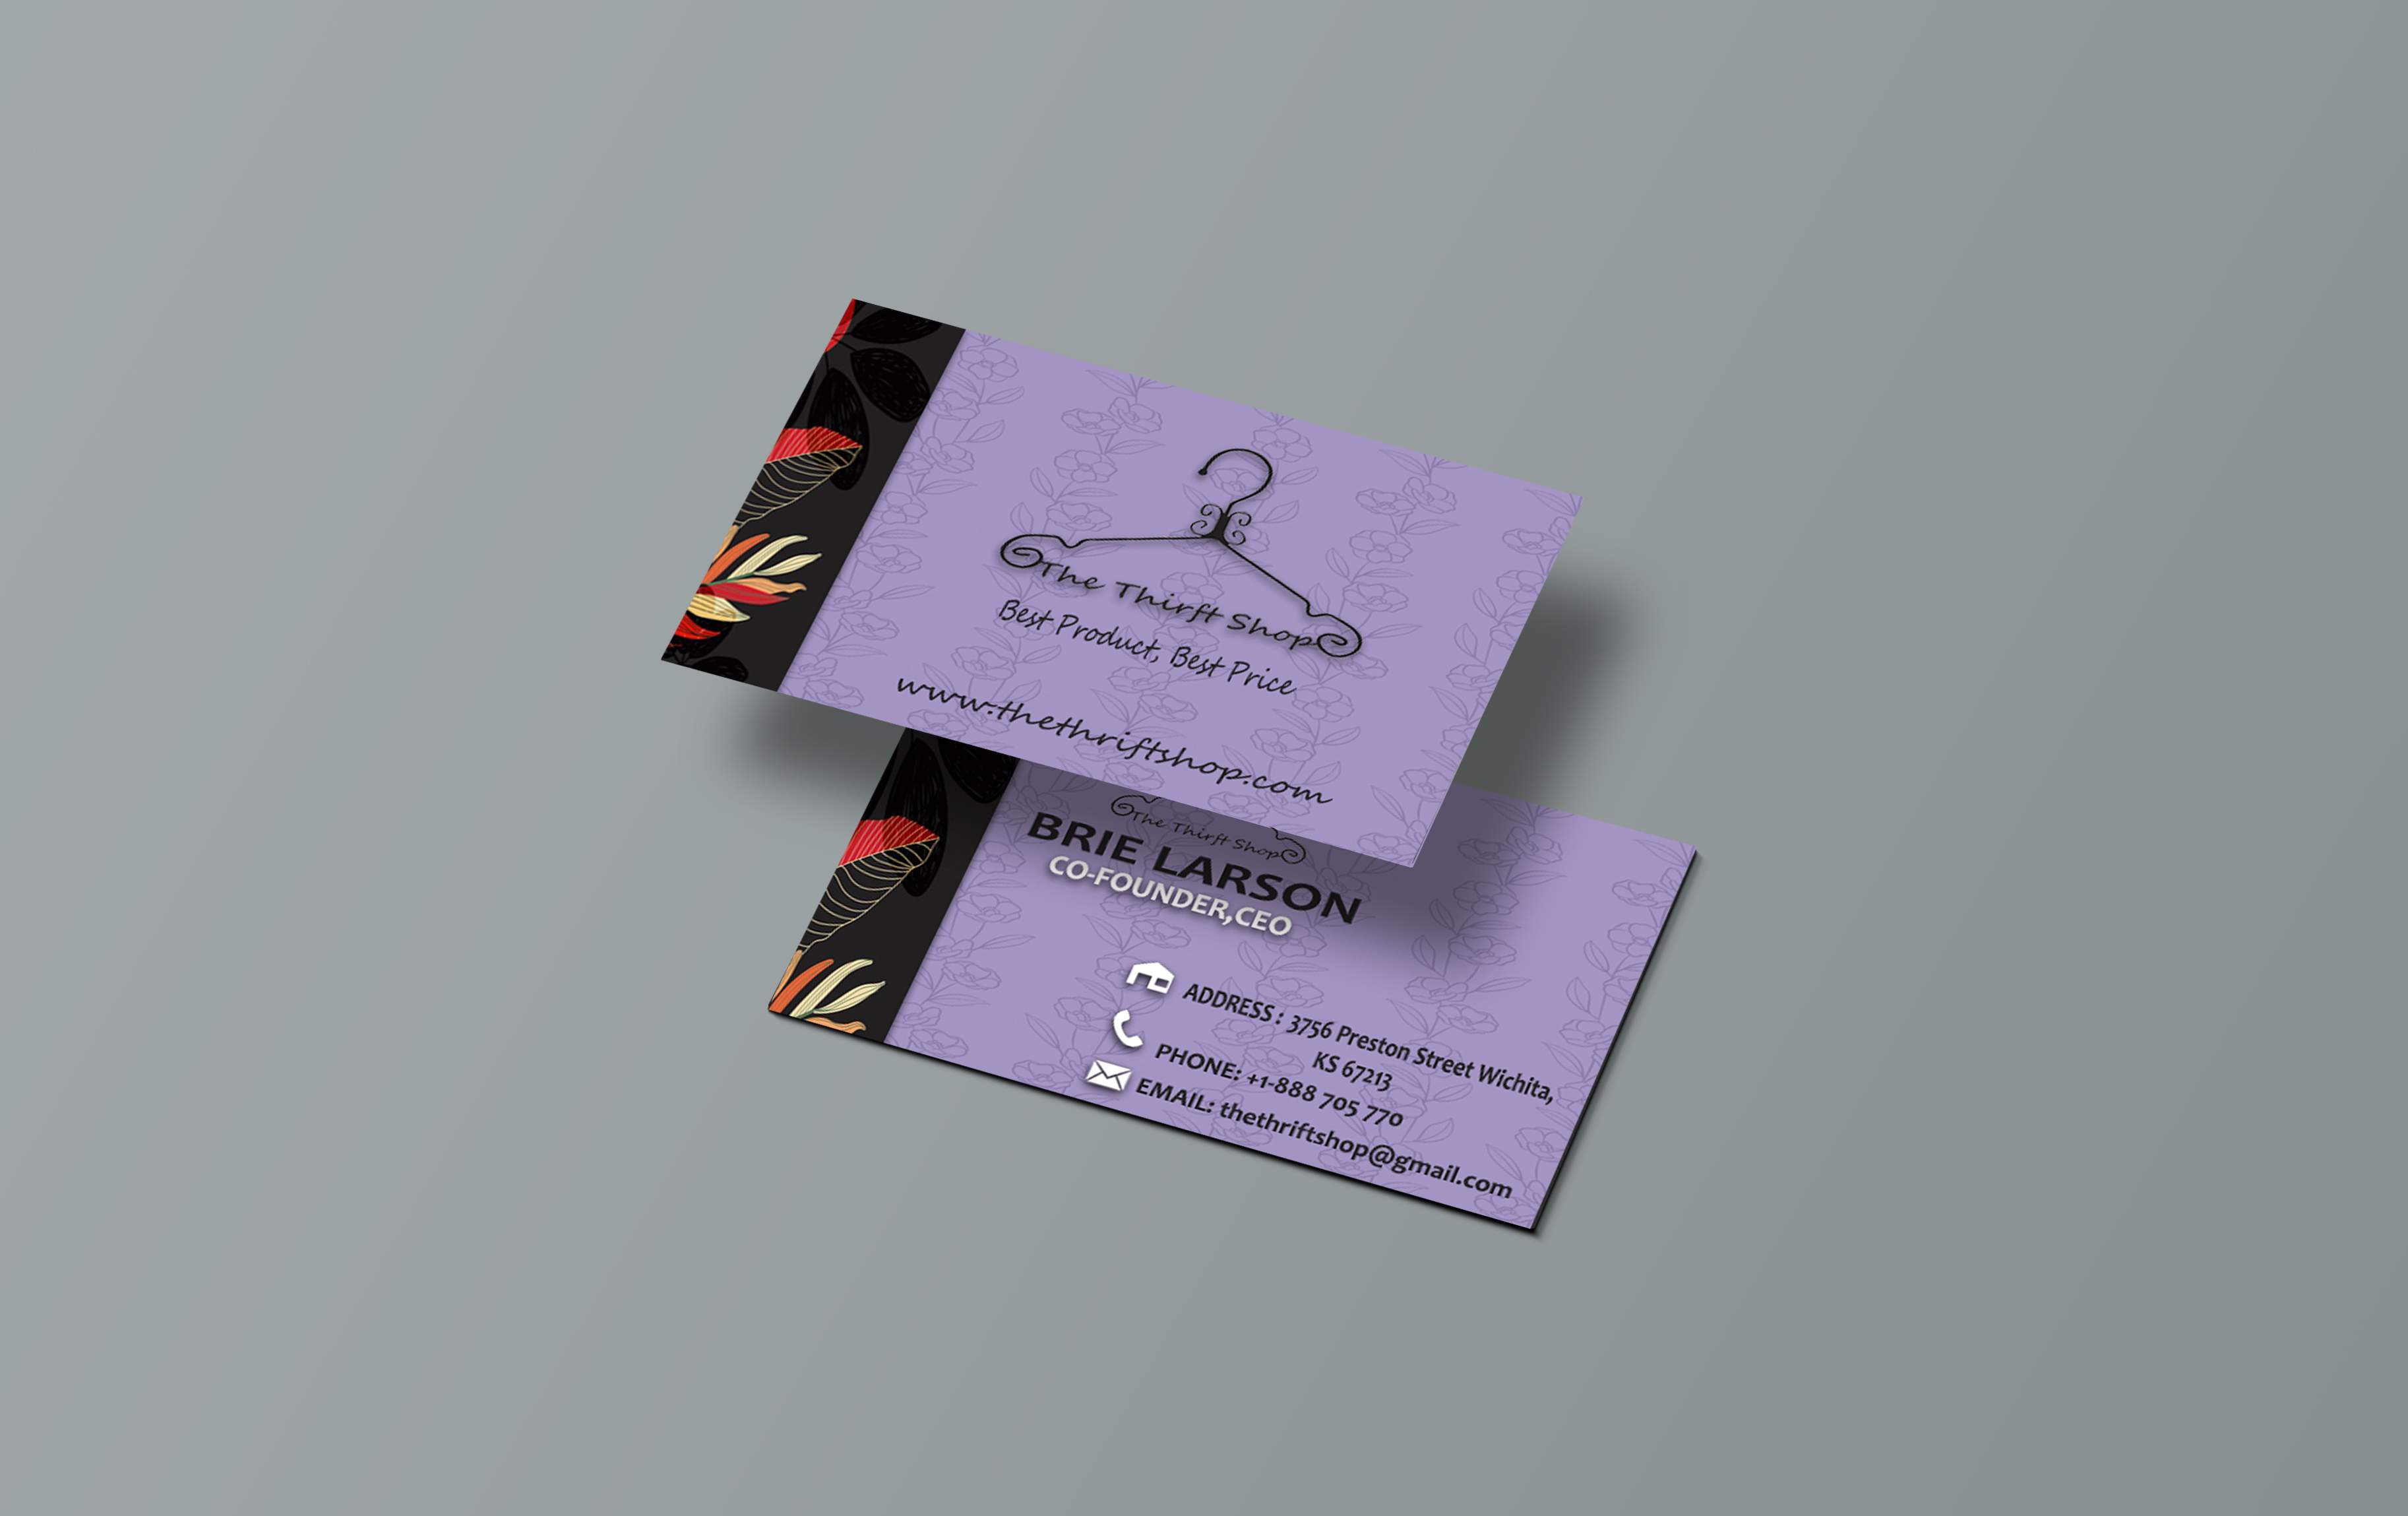 The Thirft Shop
Best Product, Best Price
www.thethriftshop.com
The Thirft Shop
BRIE LARSON
CO-FOUNDER,CEO
ADDRESS : 3756 Preston Street Wichita,
KS 67213
PHONE: +1-888 705 770
EMAIL: thethriftshop@gmail.com